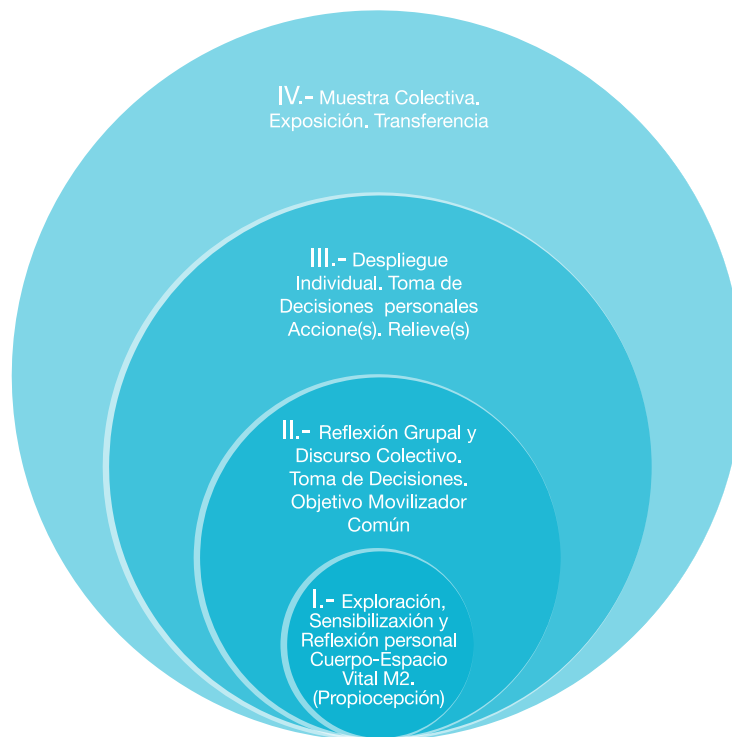 IV.- Muestra Colectiva.
Exposición. Transferencia
III.- Despliegue
Individual. Toma de
Decisiones personales
Accione(s). Relieve(s)
II.- Reflexión Grupal y
Discurso Colectivo.
Toma de Decisiones.
Objetivo Movilizador
Común
I.- Exploración,
Sensibilizaxión y
Reflexión personal
Cuerpo-Espacio
Vital M2.
(Propiocepción)